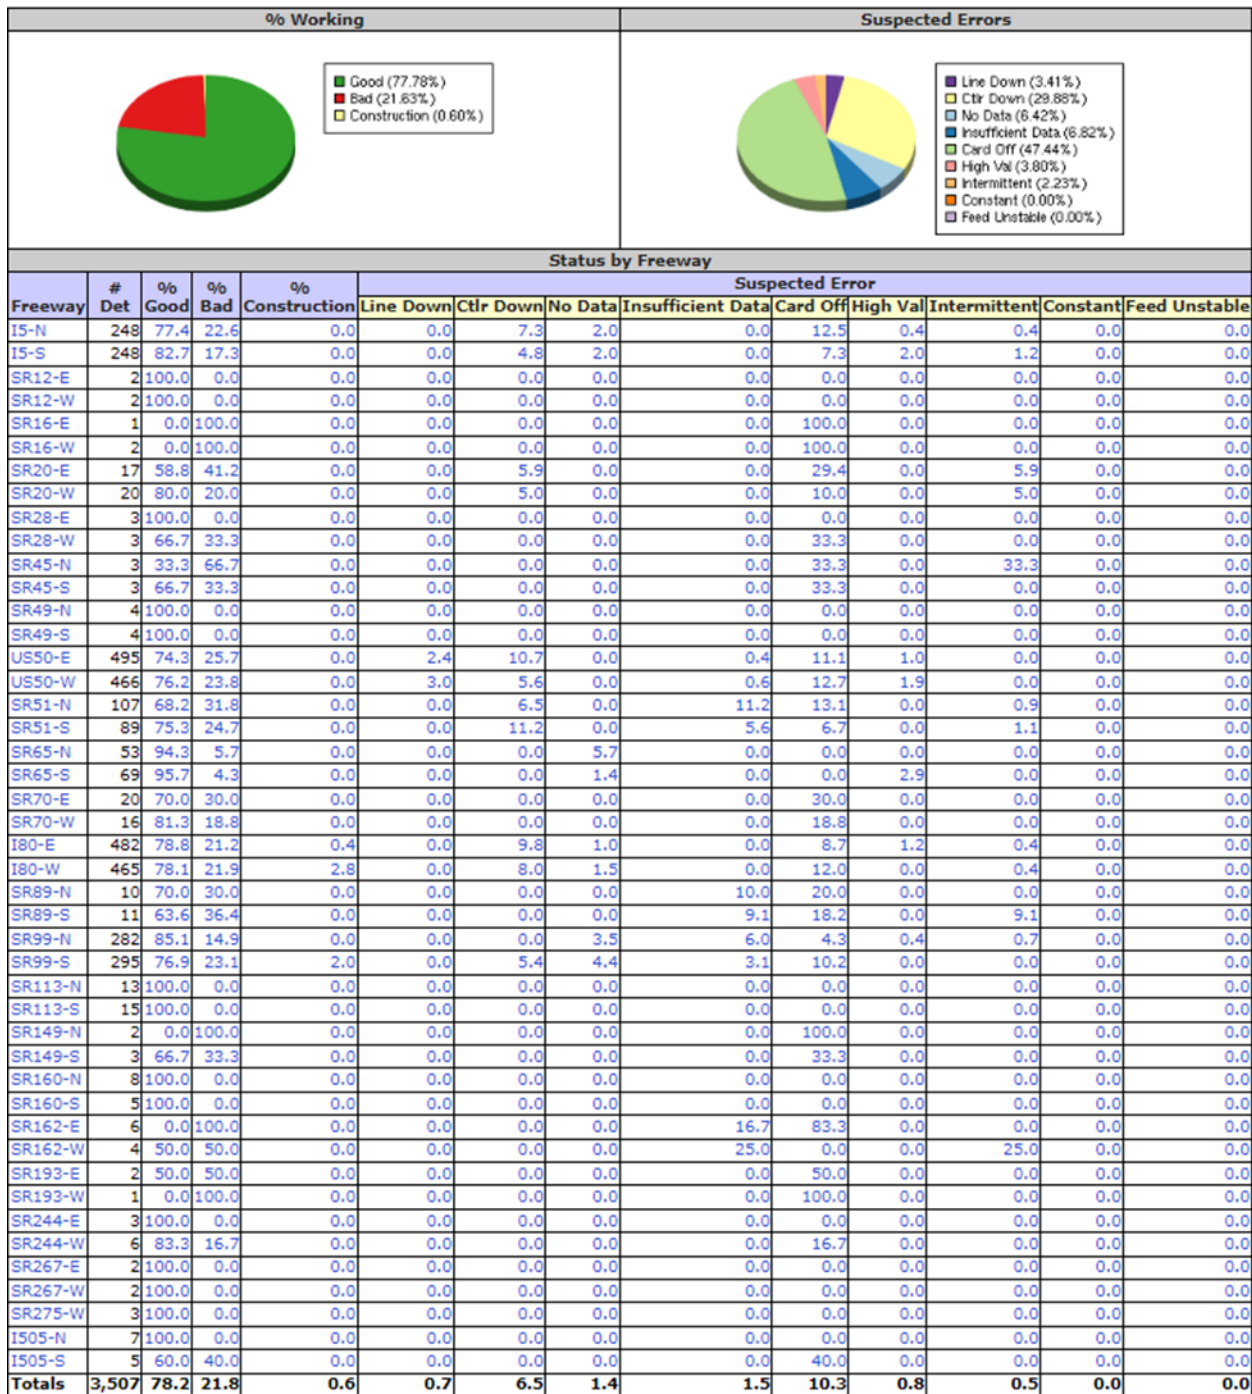 % Working
Suspected Errors
Good (77.78%)
Bad (21.63%)
Construction (0.60%)
Line Down (3.41%)
Ctlr Down (29.88%)
No Data (6.42%)
Insufficient Data (6.82%)
Card Off (47.44%)
High Val (3.80%)
Intermittent (2.23%)
Constant (0.00%)
Feed Unstable (0.00%)
Status by Freeway
Freeway # Det % Good % Bad % Construction Suspected Error
Line Down Ctlr Down No Data Insufficient Data Card Off High Val Intermittent Constant Feed Unstable
I5-N 248 77.4 22.6 0.0 0.0 7.3 2.0 0.0 12.5 0.4 0.4 0.0 0.0
I5-S 248 82.7 17.3 0.0 0.0 4.8 2.0 0.0 7.3 2.0 1.2 0.0 0.0
SR12-E 2 100.0 0.0 0.0 0.0 0.0 0.0 0.0 0.0 0.0 0.0 0.0 0.0
SR12-W 2 100.0 0.0 0.0 0.0 0.0 0.0 0.0 0.0 0.0 0.0 0.0 0.0
SR16-E 1 0.0 100.0 0.0 0.0 0.0 0.0 0.0 100.0 0.0 0.0 0.0 0.0
SR16-W 2 0.0 100.0 0.0 0.0 0.0 0.0 0.0 100.0 0.0 0.0 0.0 0.0
SR20-E 17 58.8 41.2 0.0 0.0 5.9 0.0 0.0 29.4 0.0 5.9 0.0 0.0
SR20-W 20 80.0 20.0 0.0 0.0 5.0 0.0 0.0 10.0 0.0 5.0 0.0 0.0
SR28-E 3 100.0 0.0 0.0 0.0 0.0 0.0 0.0 0.0 0.0 0.0 0.0 0.0
SR28-W 3 66.7 33.3 0.0 0.0 0.0 0.0 0.0 33.3 0.0 0.0 0.0 0.0
SR45-N 3 33.3 66.7 0.0 0.0 0.0 0.0 0.0 33.3 0.0 33.3 0.0 0.0
SR45-S 3 66.7 33.3 0.0 0.0 0.0 0.0 0.0 33.3 0.0 0.0 0.0 0.0
SR49-N 4 100.0 0.0 0.0 0.0 0.0 0.0 0.0 0.0 0.0 0.0 0.0 0.0
SR49-S 4 100.0 0.0 0.0 0.0 0.0 0.0 0.0 0.0 0.0 0.0 0.0 0.0
US50-E 495 74.3 25.7 0.0 2.4 10.7 0.0 0.4 11.1 1.0 0.0 0.0 0.0
US50-W 466 76.2 23.8 0.0 3.0 5.6 0.0 0.6 12.7 1.9 0.0 0.0 0.0
SR51-N 107 68.2 31.8 0.0 0.0 6.5 0.0 11.2 13.1 0.0 0.9 0.0 0.0
SR51-S 89 75.3 24.7 0.0 0.0 11.2 0.0 5.6 6.7 0.0 1.1 0.0 0.0
SR65-N 53 94.3 5.7 0.0 0.0 0.0 5.7 0.0 0.0 0.0 0.0 0.0 0.0
SR65-S 69 95.7 4.3 0.0 0.0 0.0 1.4 0.0 0.0 2.9 0.0 0.0 0.0
SR70-E 20 70.0 30.0 0.0 0.0 0.0 0.0 0.0 30.0 0.0 0.0 0.0 0.0
SR70-W 16 81.3 18.8 0.0 0.0 0.0 0.0 0.0 18.8 0.0 0.0 0.0 0.0
I80-E 482 78.8 21.2 0.4 0.0 9.8 1.0 0.0 8.7 1.2 0.4 0.0 0.0
I80-W 465 78.1 21.9 2.8 0.0 8.0 1.5 0.0 12.0 0.0 0.4 0.0 0.0
SR89-N 10 70.0 30.0 0.0 0.0 0.0 0.0 10.0 20.0 0.0 0.0 0.0 0.0
SR89-S 11 63.6 36.4 0.0 0.0 0.0 0.0 9.1 18.2 0.0 9.1 0.0 0.0
SR99-N 282 85.1 14.9 0.0 0.0 0.0 3.5 6.0 4.3 0.4 0.7 0.0 0.0
SR99-S 295 76.9 23.1 2.0 0.0 5.4 4.4 3.1 10.2 0.0 0.0 0.0 0.0
SR113-N 13 100.0 0.0 0.0 0.0 0.0 0.0 0.0 0.0 0.0 0.0 0.0 0.0
SR113-S 15 100.0 0.0 0.0 0.0 0.0 0.0 0.0 0.0 0.0 0.0 0.0 0.0
SR149-N 2 0.0 100.0 0.0 0.0 0.0 0.0 0.0 100.0 0.0 0.0 0.0 0.0
SR149-S 3 66.7 33.3 0.0 0.0 0.0 0.0 0.0 33.3 0.0 0.0 0.0 0.0
SR160-N 8 100.0 0.0 0.0 0.0 0.0 0.0 0.0 0.0 0.0 0.0 0.0 0.0
SR160-S 5 100.0 0.0 0.0 0.0 0.0 0.0 0.0 0.0 0.0 0.0 0.0 0.0
SR162-E 6 0.0 100.0 0.0 0.0 0.0 0.0 16.7 83.3 0.0 0.0 0.0 0.0
SR162-W 4 50.0 50.0 0.0 0.0 0.0 0.0 25.0 0.0 0.0 25.0 0.0 0.0
SR193-E 2 50.0 50.0 0.0 0.0 0.0 0.0 0.0 50.0 0.0 0.0 0.0 0.0
SR193-W 1 0.0 100.0 0.0 0.0 0.0 0.0 0.0 100.0 0.0 0.0 0.0 0.0
SR244-E 3 100.0 0.0 0.0 0.0 0.0 0.0 0.0 0.0 0.0 0.0 0.0 0.0
SR244-W 6 83.3 16.7 0.0 0.0 0.0 0.0 0.0 16.7 0.0 0.0 0.0 0.0
SR267-E 2 100.0 0.0 0.0 0.0 0.0 0.0 0.0 0.0 0.0 0.0 0.0 0.0
SR267-W 2 100.0 0.0 0.0 0.0 0.0 0.0 0.0 0.0 0.0 0.0 0.0 0.0
SR275-W 3 100.0 0.0 0.0 0.0 0.0 0.0 0.0 0.0 0.0 0.0 0.0 0.0
I505-N 7 100.0 0.0 0.0 0.0 0.0 0.0 0.0 0.0 0.0 0.0 0.0 0.0
I505-S 5 60.0 40.0 0.0 0.0 0.0 0.0 0.0 40.0 0.0 0.0 0.0 0.0
Totals 3,507 78.2 21.8 0.6 0.7 6.5 1.4 1.5 10.3 0.8 0.5 0.0 0.0